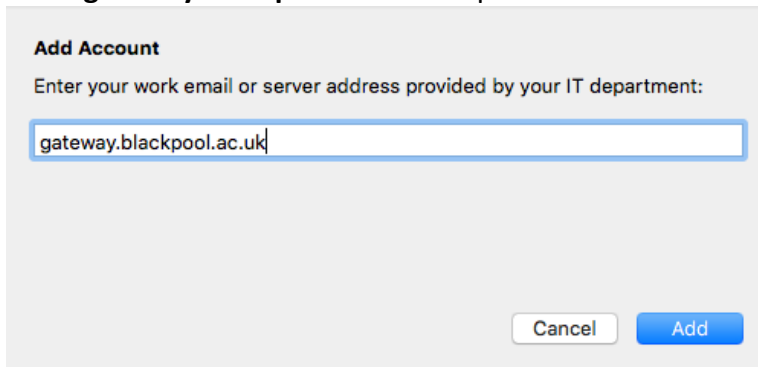 Add Account
Enter your work email or server address provided by your IT department:
gateway.blackpool.ac.uk
Cancel Add